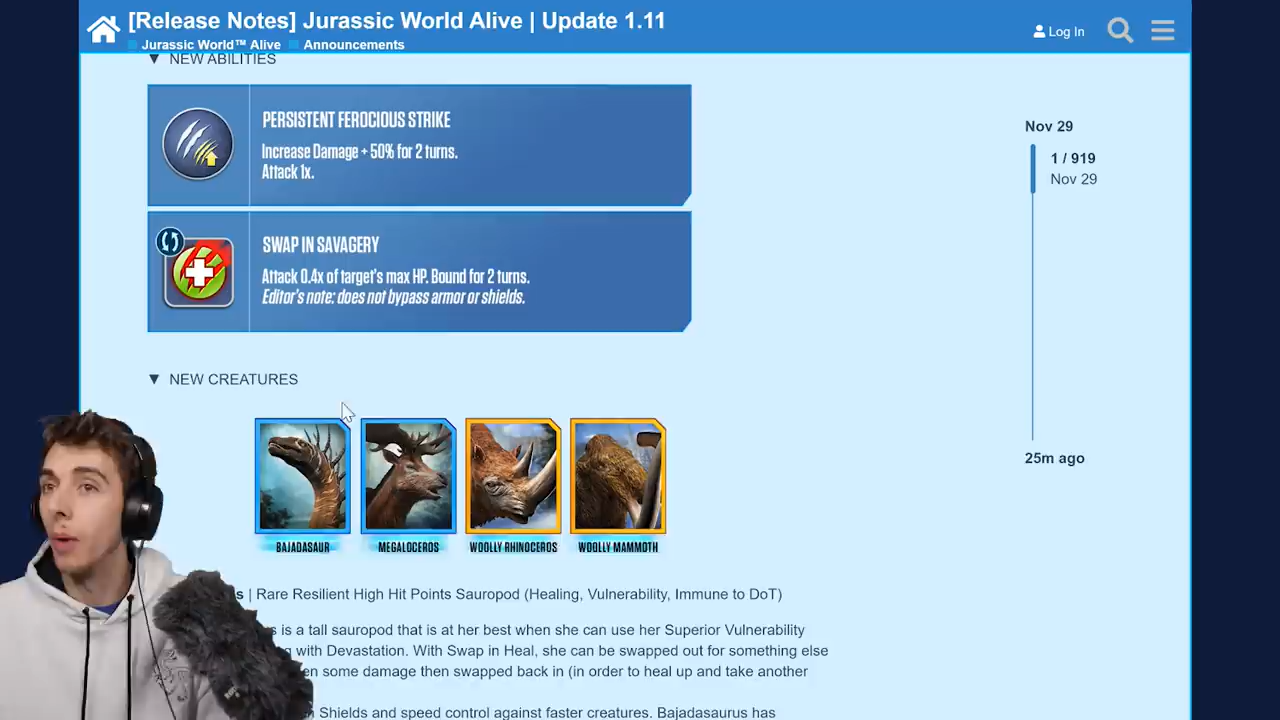 [Release Notes] Jurassic World Alive | Update 1.11
Jurassic World™ Alive Announcements
Log In
▼ NEW ABILITIES
PERSISTENT FEROCIOUS STRIKE
Increase Damage + 50% for 2 turns.
Attack 1x.
SWAP IN SAVAGERY
Attack 0.4x of target's max HP. Bound for 2 turns.
Editor's note: does not bypass armor or shields.
▼ NEW CREATURES
BAJADASAUR MEGALOCEROS WOOLLY RHINOCEROS WOOLLY MAMMOTH
| Rare Resilient High Hit Points Sauropod (Healing, Vulnerability, Immune to DoT)
is a tall sauropod that is at her best when she can use her Superior Vulnerability
with Devastation. With Swap in Heal, she can be swapped out for something else
some damage then swapped back in (in order to heal up and take another
Shields and speed control against faster creatures. Bajadasaurus has
Nov 29
1 / 919
Nov 29
25m ago